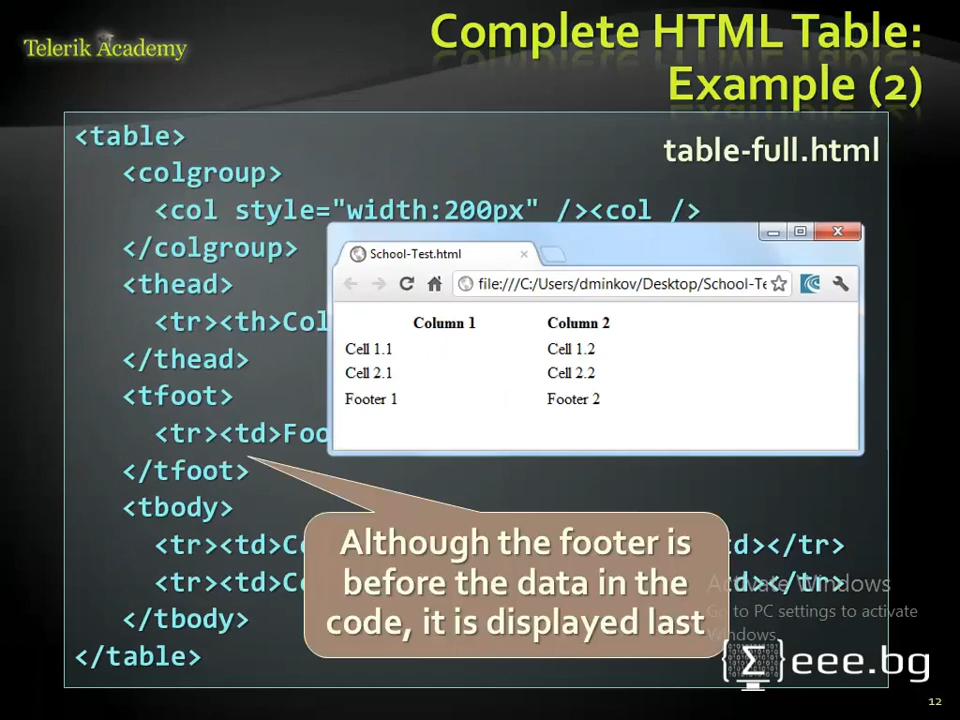 Telerik Academy
Complete HTML Table:
Example (2)
<table>
table-full.html
<colgroup>
<col style="width:200px" /><col />
</colgroup>
<thead>
<tr><th>Col
</thead>
<tfoot>
<tr><td>Foo
</tfoot>
<tbody>
<tr><td>Ce td></tr>
<tr><td>Ce td></tr>
</tbody>
</table>
School-Test.html
file:///C:/Users/dminkov/Desktop/School-Te
Column 1 Column 2
Cell 1.1 Cell 1.2
Cell 2.1 Cell 2.2
Footer 1 Footer 2
Although the footer is
before the data in the
code, it is displayed last
Activate Windows
Go to PC settings to activate
Windows.
{Σ}eee.bg
12